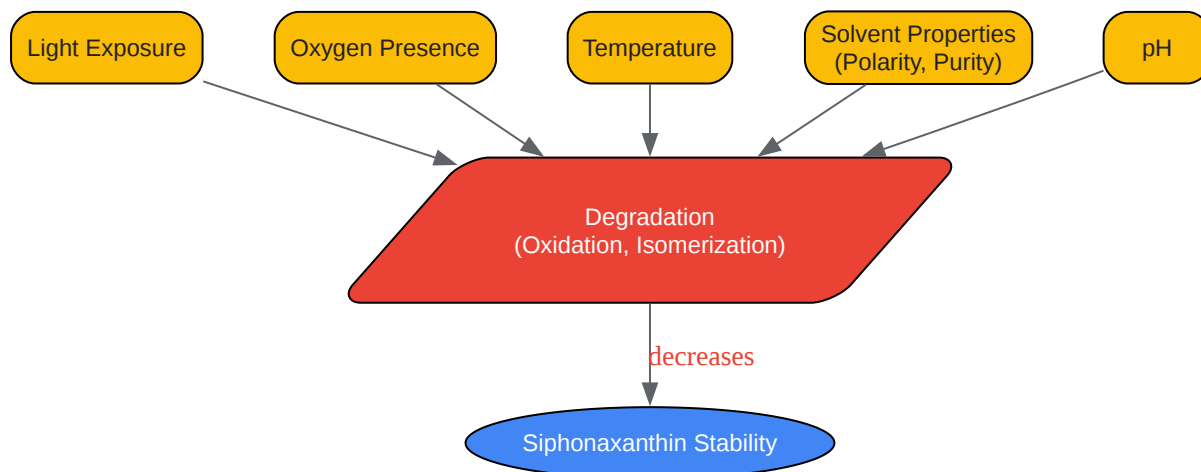 Light Exposure
Oxygen Presence
Temperature
Solvent Properties
(Polarity, Purity)
pH
Degradation
(Oxidation, Isomerization)
decreases
Siphonaxanthin Stability